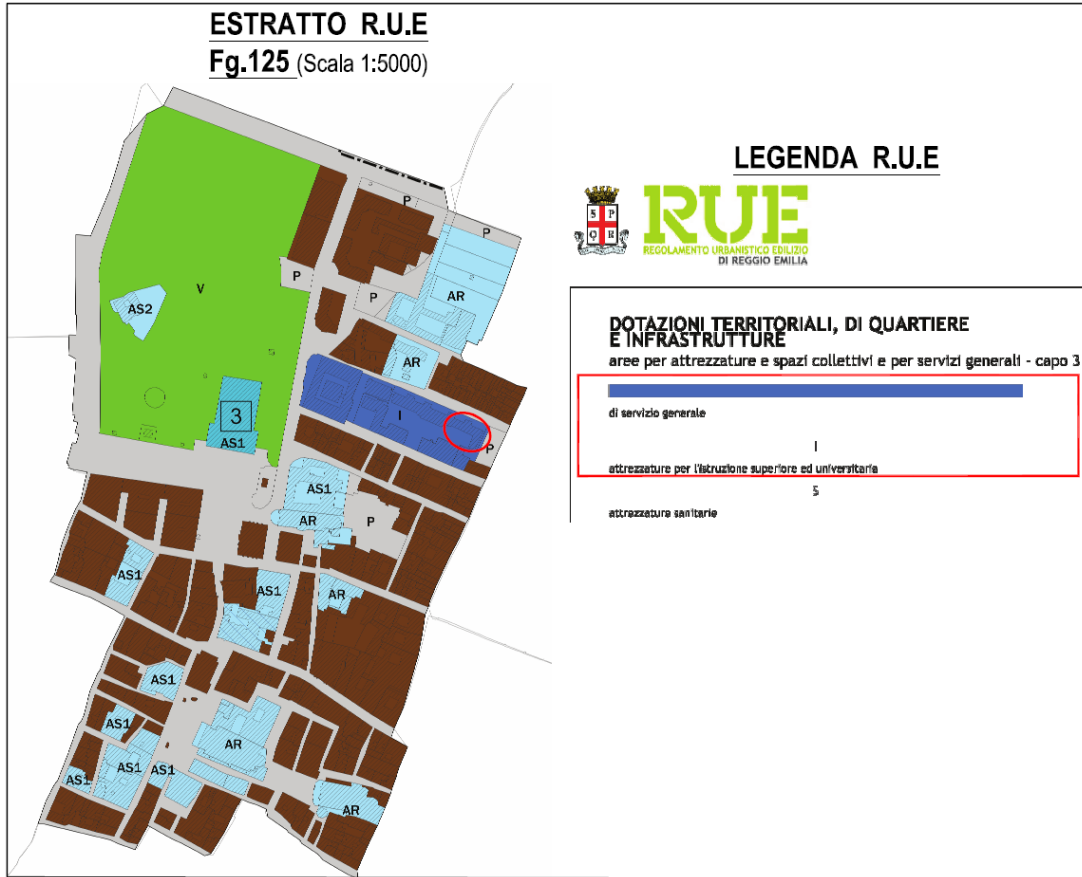 ESTRATTO R.U.E
Fg.125 (Scala 1:5000)
P
P
V
P
P
AR
AS2
AR
I
3
AS1
P
AS1
AR
P
AS1
AS1
AR
AS1
AS1
AR
AS1
AS1
AS1
AR
LEGENDA R.U.E
S P
Q R
RUE
REGOLAMENTO URBANISTICO EDILIZIO
DI REGGIO EMILIA
DOTAZIONI TERRITORIALI, DI QUARTIERE
E INFRASTRUTTURE
aree per attrezzature e spazi collettivi e per servizi generali - capo 3
di servizio generale
I
attrezzature per l'istruzione superiore ed universitaria
S
attrezzature sanitarie